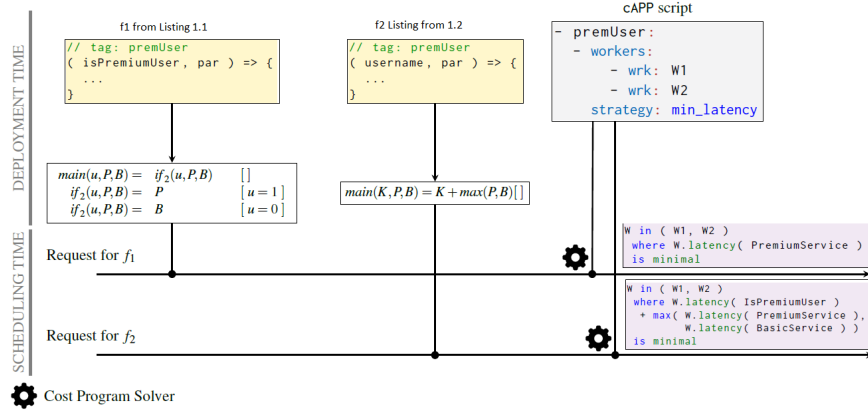 f1 from Listing 1.1
f2 Listing from 1.2
cAPP script
// tag: premUser
( isPremiumUser, par ) => {
...
}
// tag: premUser
( username, par ) => {
...
}
- premUser:
- workers:
- wrk: W1
- wrk: W2
strategy: min_latency
DEPLOYMENT TIME
main(u,P,B) = if₂(u,P,B) [ ]
if₂(u,P,B) = P [u = 1]
if₂(u,P,B) = B [u = 0]
main(K,P,B) = K + max(P,B)[ ]
SCHEDULING TIME
Request for f₁
W in ( W1, W2 )
where W.latency( PremiumService )
is minimal
Request for f₂
W in ( W1, W2 )
where W.latency( IsPremiumUser )
+ max( W.latency( PremiumService ),
W.latency( BasicService ) )
is minimal
Cost Program Solver